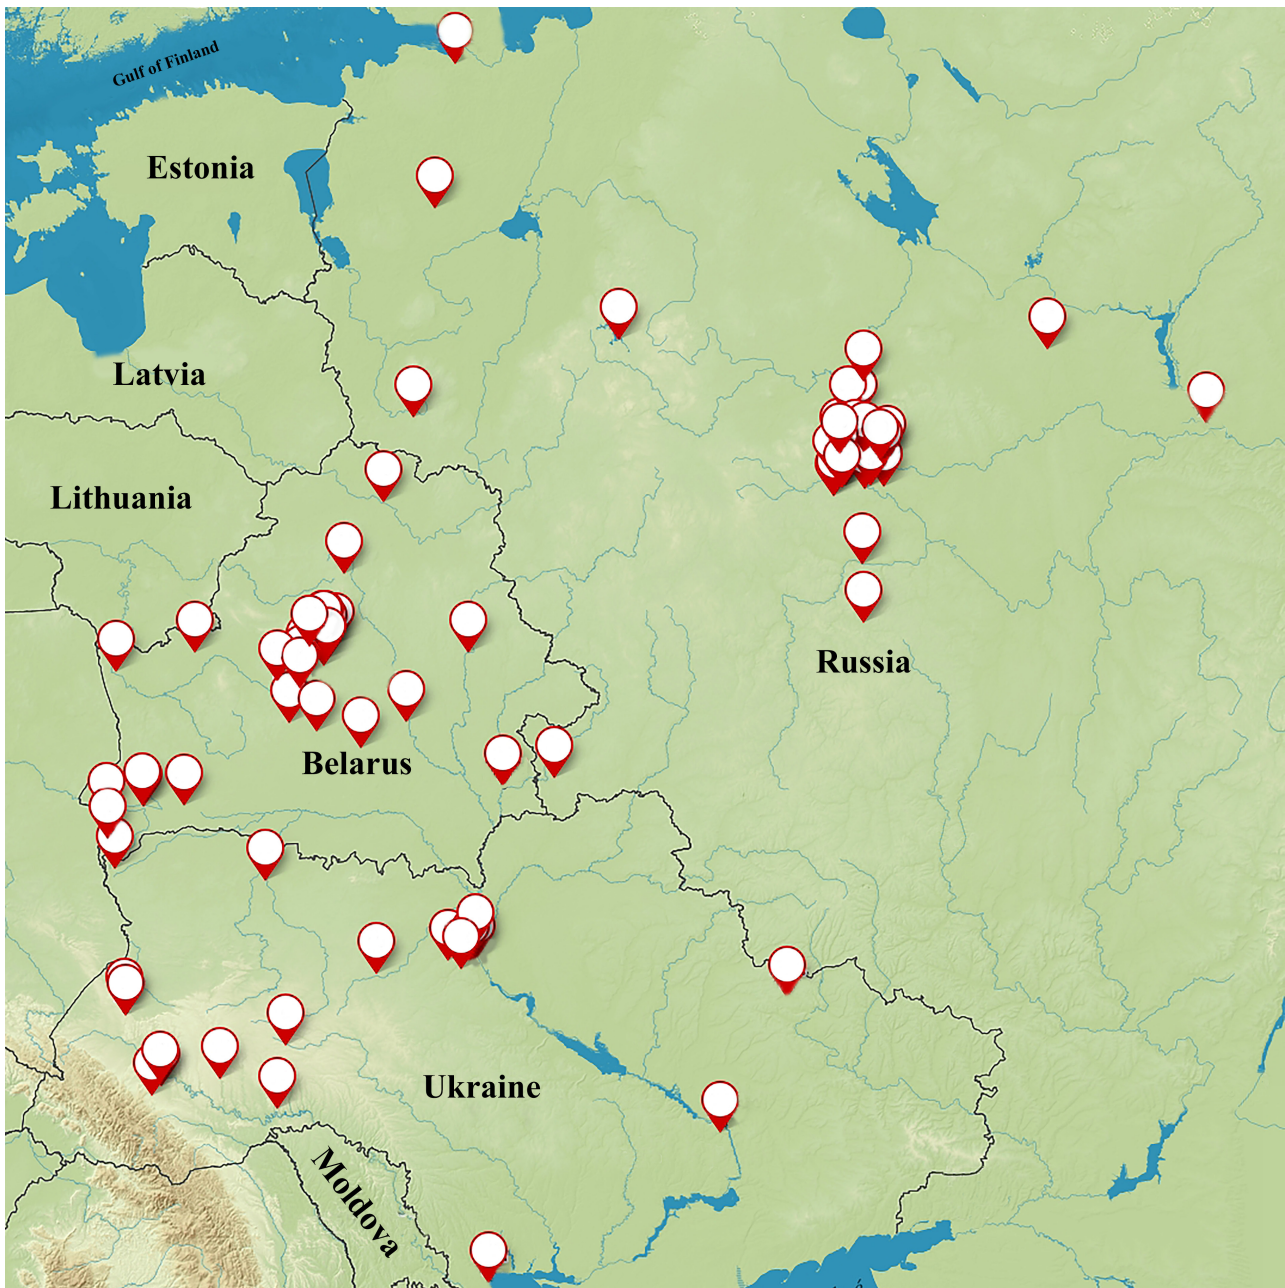 Gulf of Finland
Estonia
Latvia
Lithuania
Russia
Belarus
Ukraine
Moldova